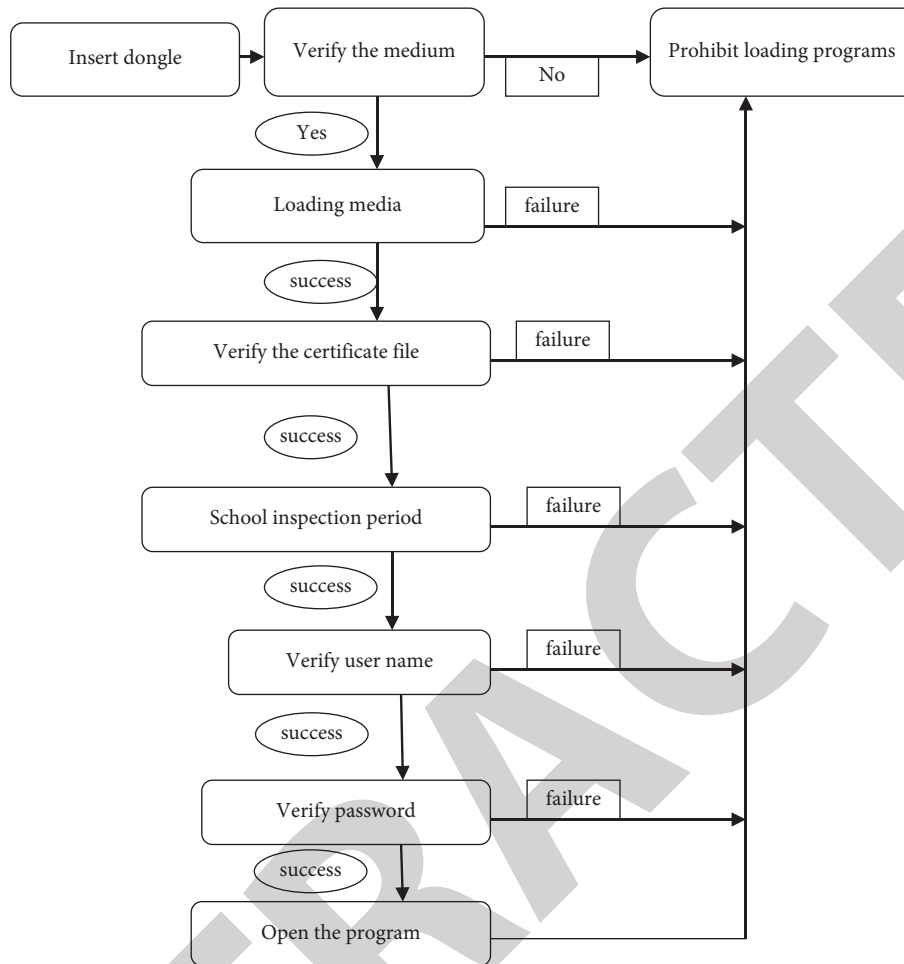 Insert dongle
Verify the medium
Prohibit loading programs
No
Yes
Loading media
failure
success
Verify the certificate file
failure
success
School inspection period
failure
success
Verify user name
failure
success
Verify password
failure
success
Open the program
TRACTE